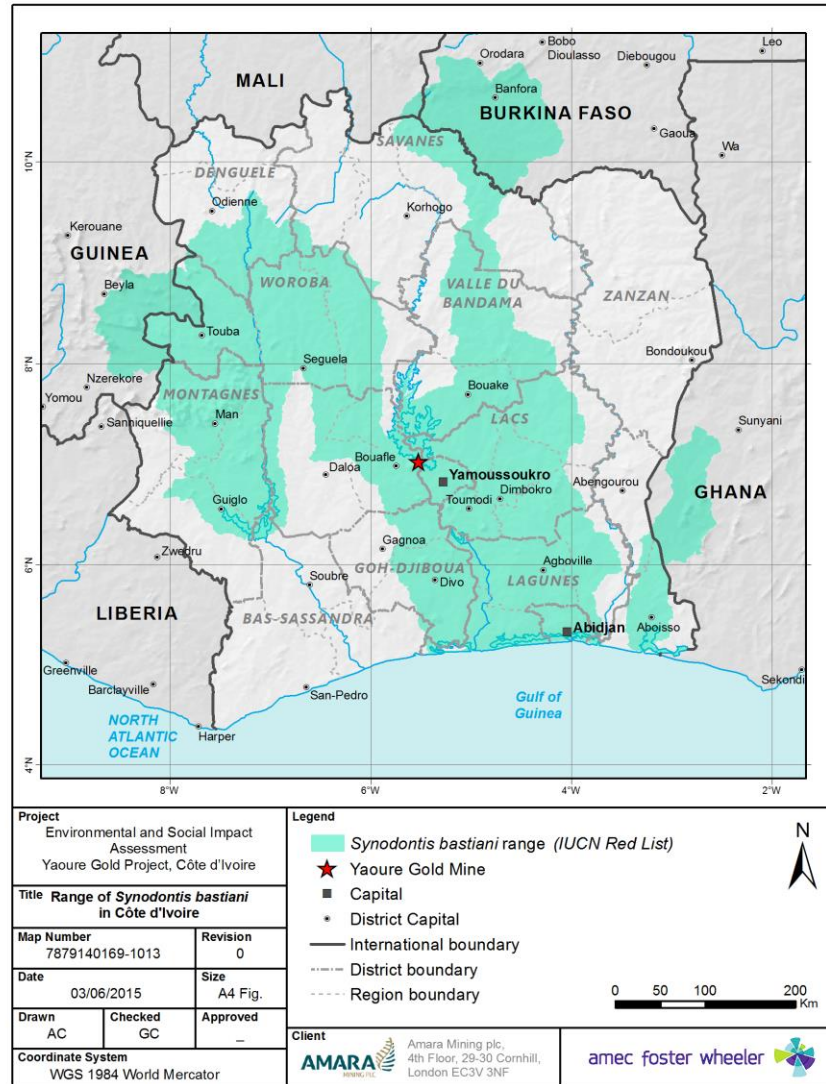 Bobo
Dioulasso
Leo
Orodara
Diebougou
MALI
Banfora
BURKINA FASO
Gaoua
SAVANES
Wa
10°N
10°N
DENGUELE
Odienne
Korhogo
Kerouane
GUINEA
Beyla
WOROBA
VALLE DU
BANDAMA
ZANZAN
Touba
Bondoukou
8°N
8°N
Seguela
Nzerekore
Yomou
MONTAGNES
Bouake
Sanniquellie
Man
LACS
Sunyani
Bouafle
Daloa
Yamoussoukro
Abengourou
GHANA
Toumodi
Dimbokro
Guiglo
6°N
6°N
Zwedru
Gagnoa
GOH-DJIBOUA
Agboville
Soubre
Divo
LAGUNES
LIBERIA
BAS-SASSANDRA
Abidjan
Aboisso
Greenville
Barclayville
San-Pedro
Sekondi
Gulf of
Guinea
NORTH
ATLANTIC
OCEAN
Harper
4°N
4°N
8°W
6°W
4°W
2°W
Project
Environmental and Social Impact
Assessment
Yaoure Gold Project, Côte d'Ivoire
Title Range of Synodontis bastiani
in Côte d'Ivoire
Map Number
Revision
7879140169-1013
0
Date
Size
03/06/2015
A4 Fig.
Drawn
Checked
Approved
AC
GC
_
Coordinate System
WGS 1984 World Mercator
Legend
Synodontis bastiani range (IUCN Red List)
Yaoure Gold Mine
Capital
District Capital
International boundary
District boundary
Region boundary
N
0 50 100 200
Km
Client
AMARA
MINING PLC
Amara Mining plc,
4th Floor, 29-30 Cornhill,
London EC3V 3NF
amec foster wheeler